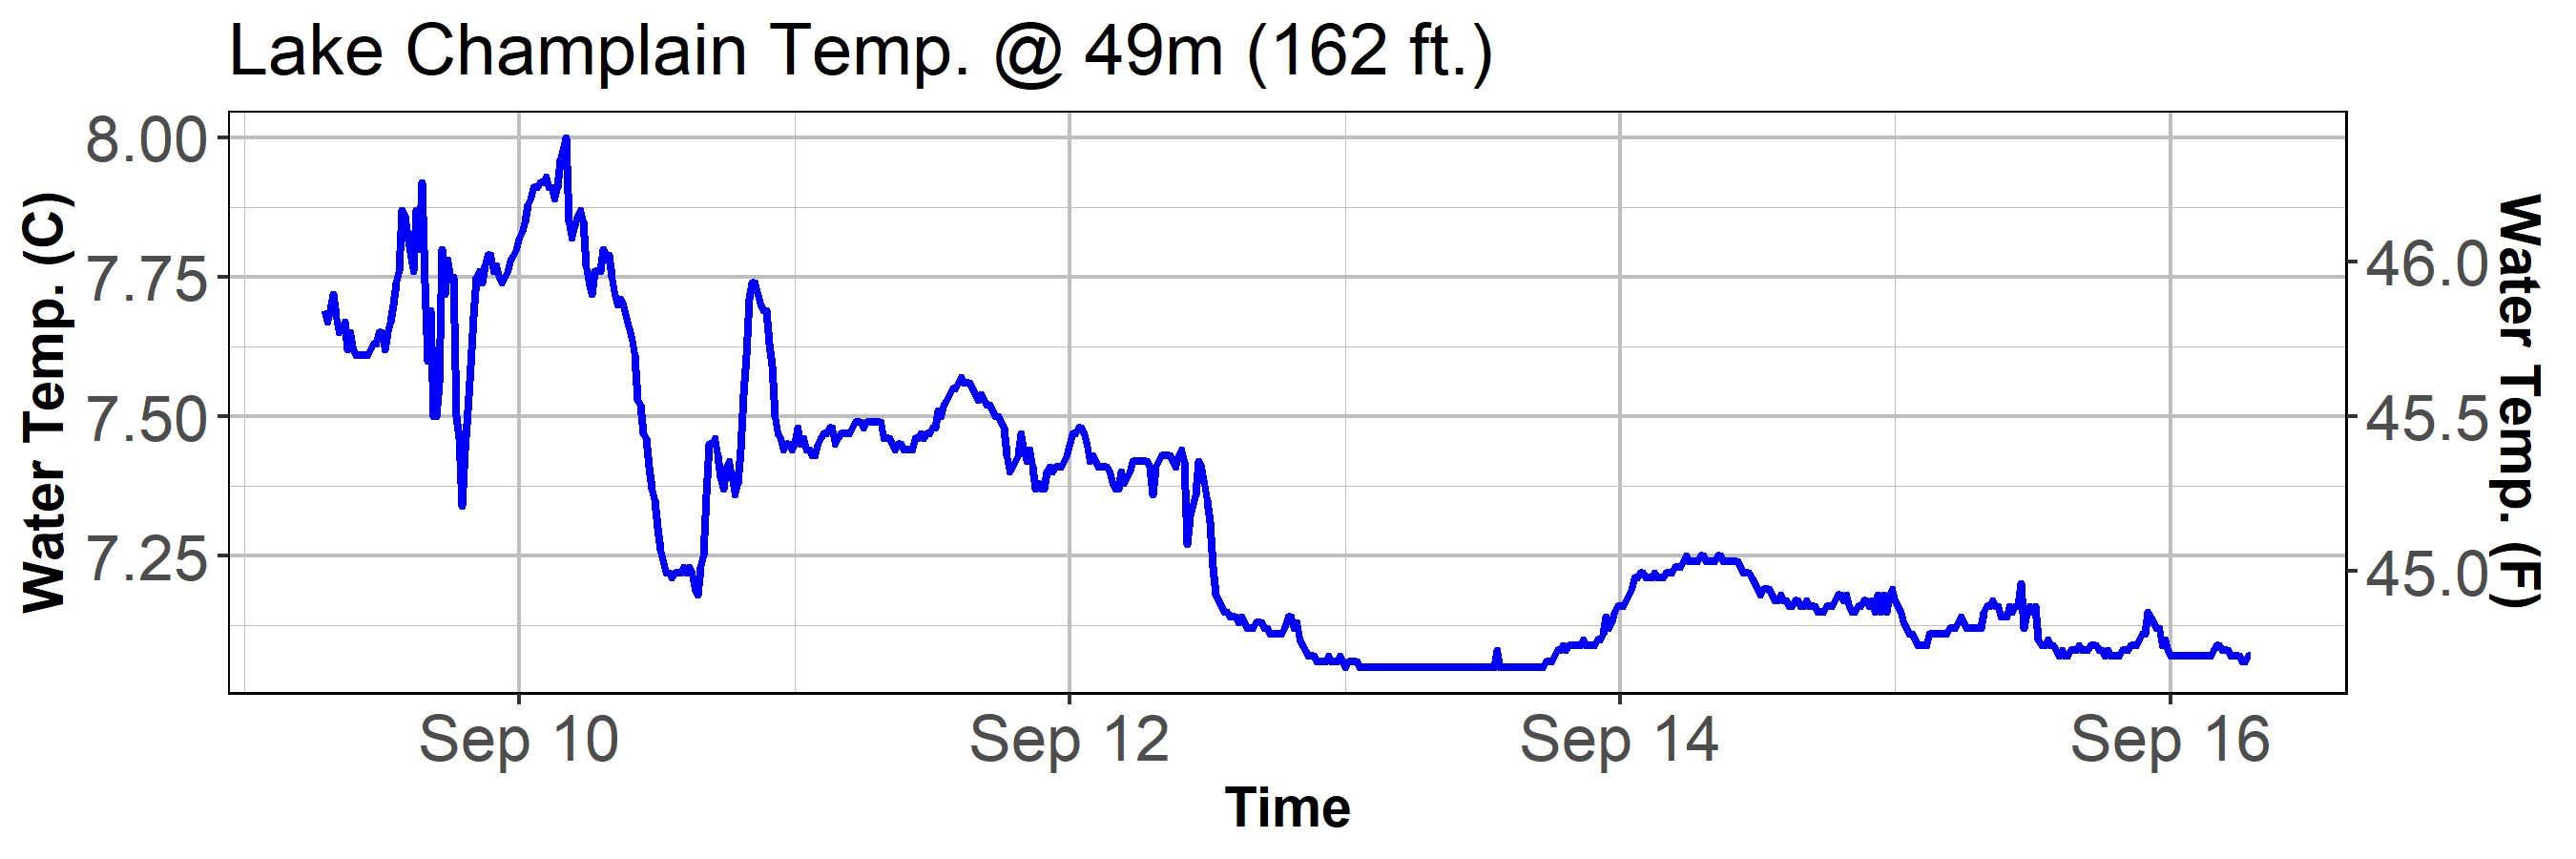 Lake Champlain Temp. @ 49m (162 ft.)
Water Temp. (C)
8.00
7.75
7.50
7.25
46.0
45.5
45.0
Water Temp. (F)
Sep 10 Sep 12 Sep 14 Sep 16
Time